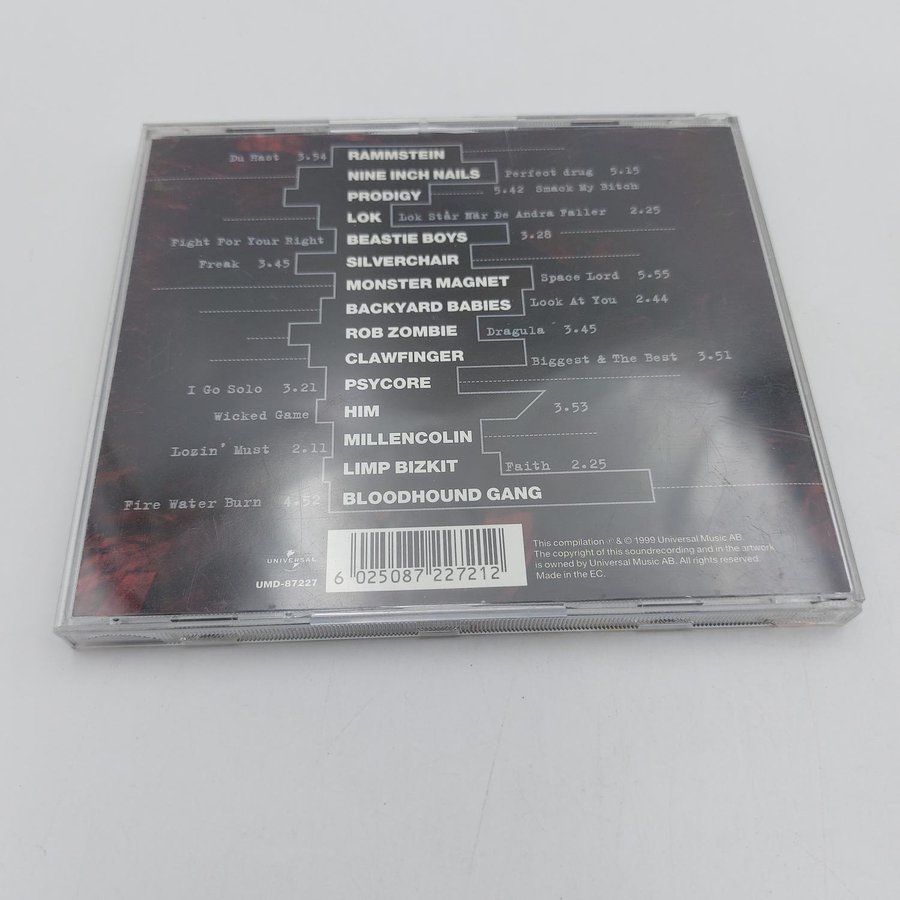 Du Hast 3.54 RAMMSTEIN
NINE INCH NAILS Perfect drug 5.15
PRODIGY 5.42 Smack My Bitch
LOK Lok Står När De Andra Faller 2.25
Fight For Your Right BEASTIE BOYS 3.28
Freak 3.45 SILVERCHAIR
MONSTER MAGNET Space Lord 5.55
BACKYARD BABIES Look At You 2.44
ROB ZOMBIE Dragula 3.45
CLAWFINGER Biggest & The Best 3.51
I Go Solo 3.21 PSYCORE
Wicked Game HIM 3.53
Lozin' Must 2.11 MILLENCOLIN
LIMP BIZKIT Faith 2.25
Fire Water Burn 4.52 BLOODHOUND GANG
UNIVERSAL
UMD-87227
6 025087 227212
This compilation ℗ & © 1999 Universal Music AB.
The copyright of this soundrecording and in the artwork
is owned by Universal Music AB. All rights reserved.
Made in the EC.